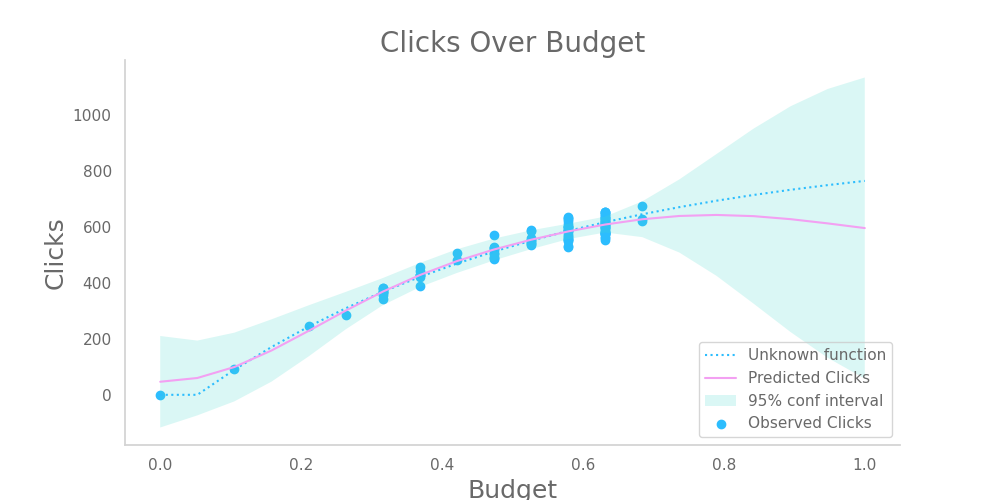 Clicks Over Budget
Clicks
1000
800
600
400
200
0
0.0 0.2 0.4 0.6 0.8 1.0
Budget
Unknown function
Predicted Clicks
95% conf interval
Observed Clicks